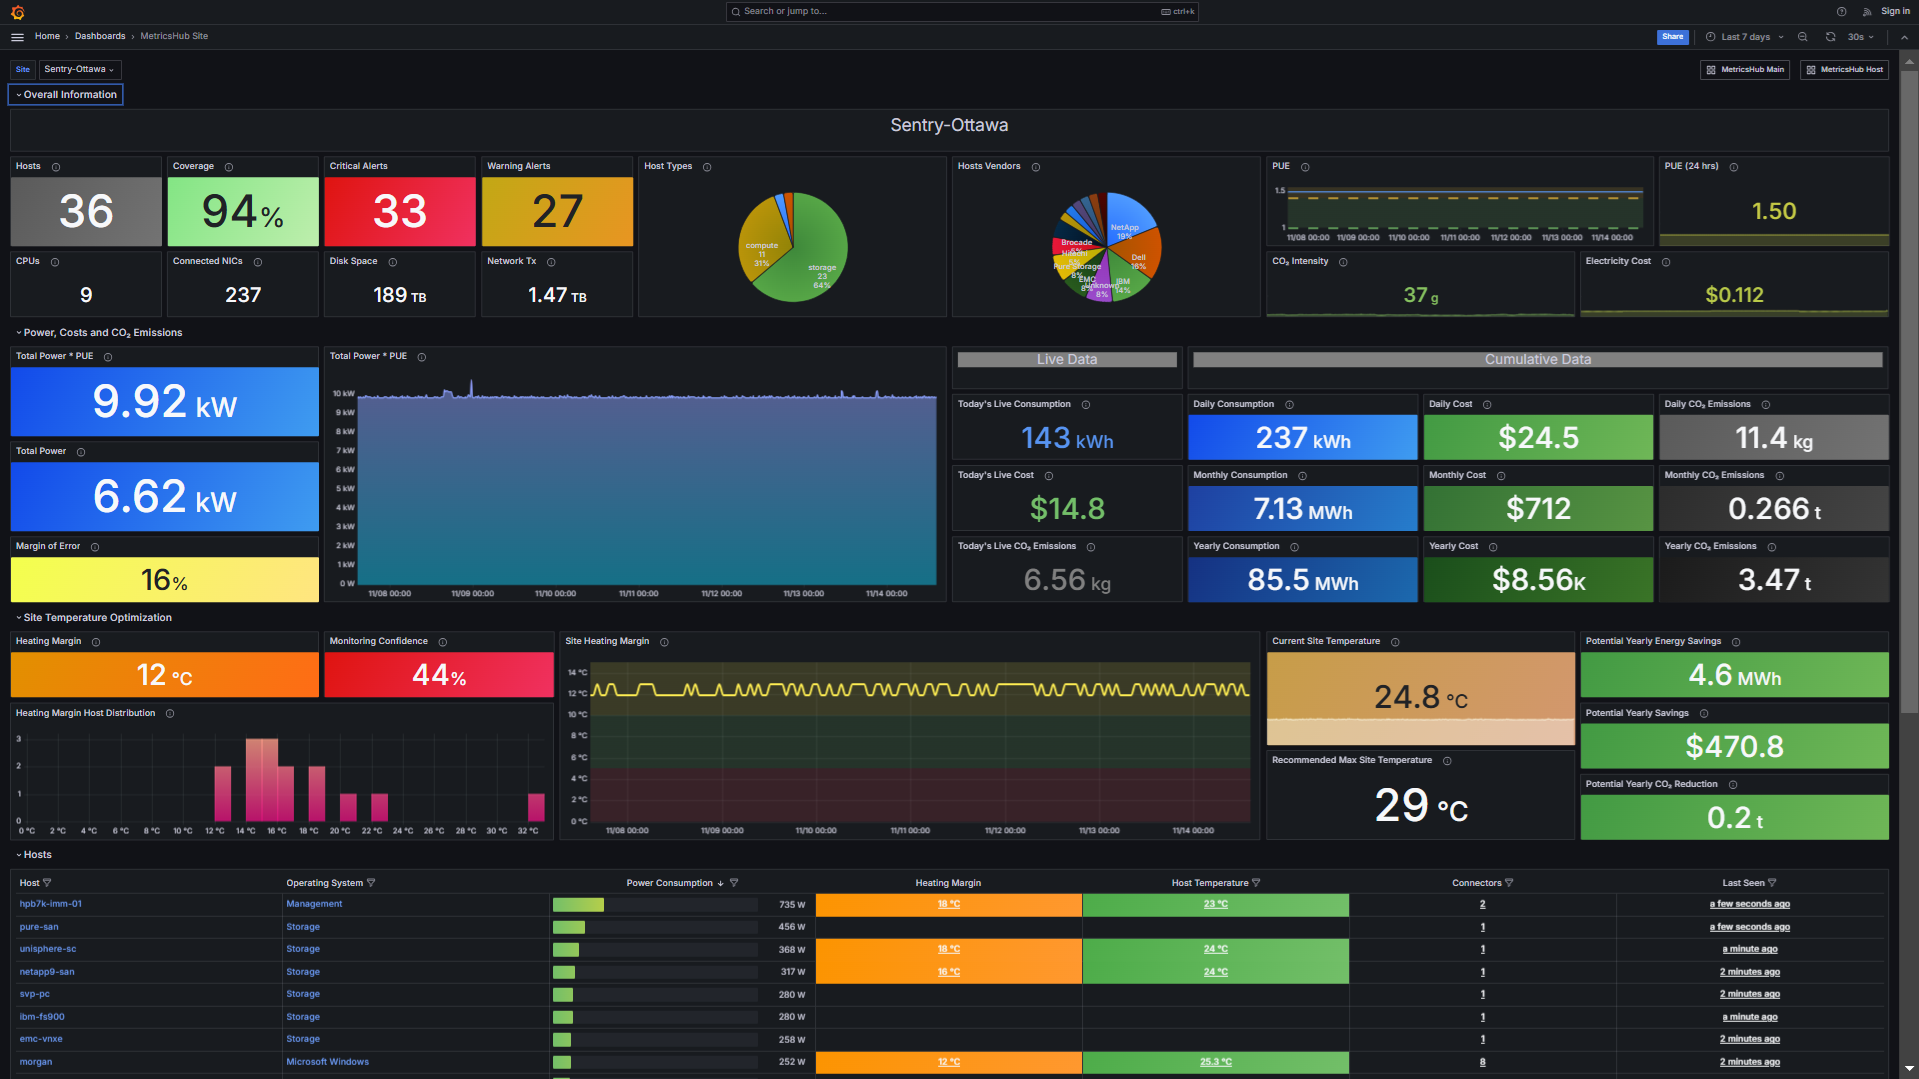 Search or jump to...
ctrl+k
Sign in
Home › Dashboards › MetricsHub Site
Share
Last 7 days
30s
Site
Sentry-Ottawa
MetricsHub Main
MetricsHub Host
Overall Information
Sentry-Ottawa
Hosts
36
Coverage
94%
Critical Alerts
33
Warning Alerts
27
CPUs
9
Connected NICs
237
Disk Space
189 TB
Network Tx
1.47 TB
Host Types
compute
11
31%
storage
23
64%
Hosts Vendors
NetApp
19%
Dell
16%
IBM
14%
Unknown
8%
EMC
8%
Pure Storage
8%
Hitachi
Brocade
PUE
1.5
1
11/08 00:00 11/09 00:00 11/10 00:00 11/11 00:00 11/12 00:00 11/13 00:00 11/14 00:00
PUE (24 hrs)
1.50
CO₂ Intensity
37 g
Electricity Cost
$0.112
Power, Costs and CO₂ Emissions
Total Power * PUE
9.92 kW
Total Power
6.62 kW
Margin of Error
16%
Total Power * PUE
10 kW
9 kW
8 kW
7 kW
6 kW
5 kW
4 kW
3 kW
2 kW
1 kW
0 W
11/08 00:00 11/09 00:00 11/10 00:00 11/11 00:00 11/12 00:00 11/13 00:00 11/14 00:00
Live Data
Today's Live Consumption
143 kWh
Today's Live Cost
$14.8
Today's Live CO₂ Emissions
6.56 kg
Cumulative Data
Daily Consumption
237 kWh
Daily Cost
$24.5
Daily CO₂ Emissions
11.4 kg
Monthly Consumption
7.13 MWh
Monthly Cost
$712
Monthly CO₂ Emissions
0.266 t
Yearly Consumption
85.5 MWh
Yearly Cost
$8.56K
Yearly CO₂ Emissions
3.47 t
Site Temperature Optimization
Heating Margin
12 °C
Monitoring Confidence
44%
Heating Margin Host Distribution
3
2
1
0
0 °C 2 °C 4 °C 6 °C 8 °C 10 °C 12 °C 14 °C 16 °C 18 °C 20 °C 22 °C 24 °C 26 °C 28 °C 30 °C 32 °C
Site Heating Margin
14 °C
12 °C
10 °C
8 °C
6 °C
4 °C
2 °C
0 °C
11/08 00:00 11/09 00:00 11/10 00:00 11/11 00:00 11/12 00:00 11/13 00:00 11/14 00:00
Current Site Temperature
24.8 °C
Recommended Max Site Temperature
29 °C
Potential Yearly Energy Savings
4.6 MWh
Potential Yearly Savings
$470.8
Potential Yearly CO₂ Reduction
0.2 t
Hosts
Host Operating System Power Consumption Heating Margin Host Temperature Connectors Last Seen
hpb7k-imm-01 Management 735 W 18 °C 23 °C 2 a few seconds ago
pure-san Storage 456 W 1 a few seconds ago
unisphere-sc Storage 368 W 18 °C 24 °C 1 a minute ago
netapp9-san Storage 317 W 16 °C 24 °C 1 2 minutes ago
svp-pc Storage 280 W 1 2 minutes ago
ibm-fs900 Storage 280 W 1 a minute ago
emc-vnxe Storage 258 W 1 2 minutes ago
morgan Microsoft Windows 252 W 12 °C 25.3 °C 8 2 minutes ago